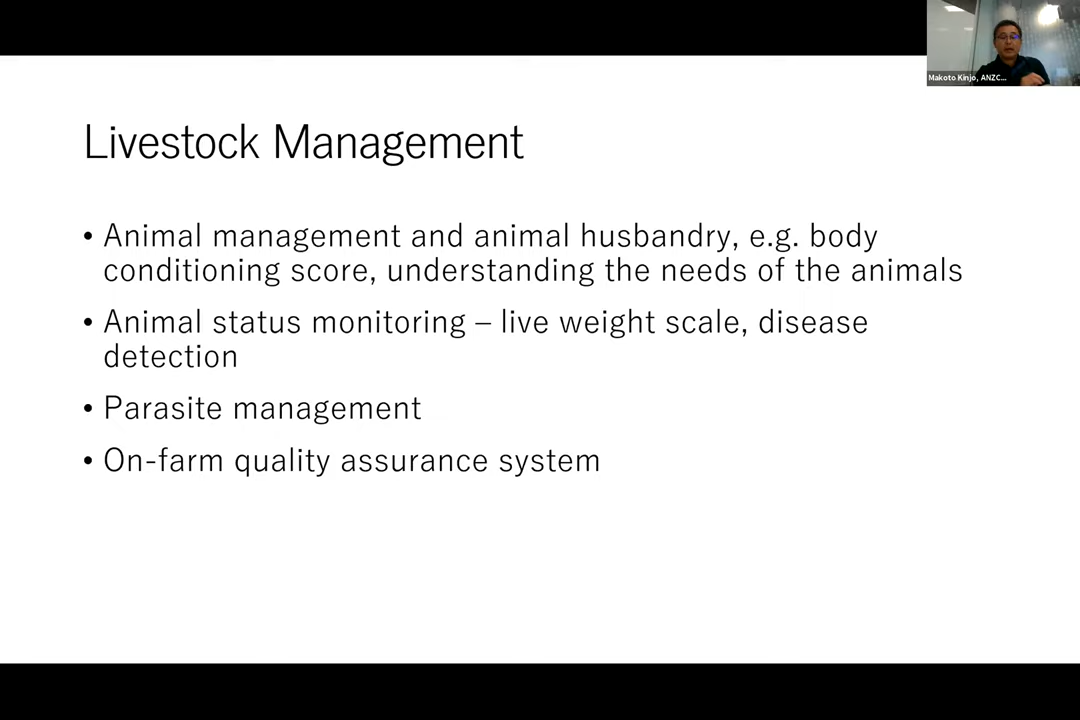 Makoto Kinjo, ANZC...
Livestock Management
• Animal management and animal husbandry, e.g. body
conditioning score, understanding the needs of the animals
• Animal status monitoring – live weight scale, disease
detection
• Parasite management
• On-farm quality assurance system